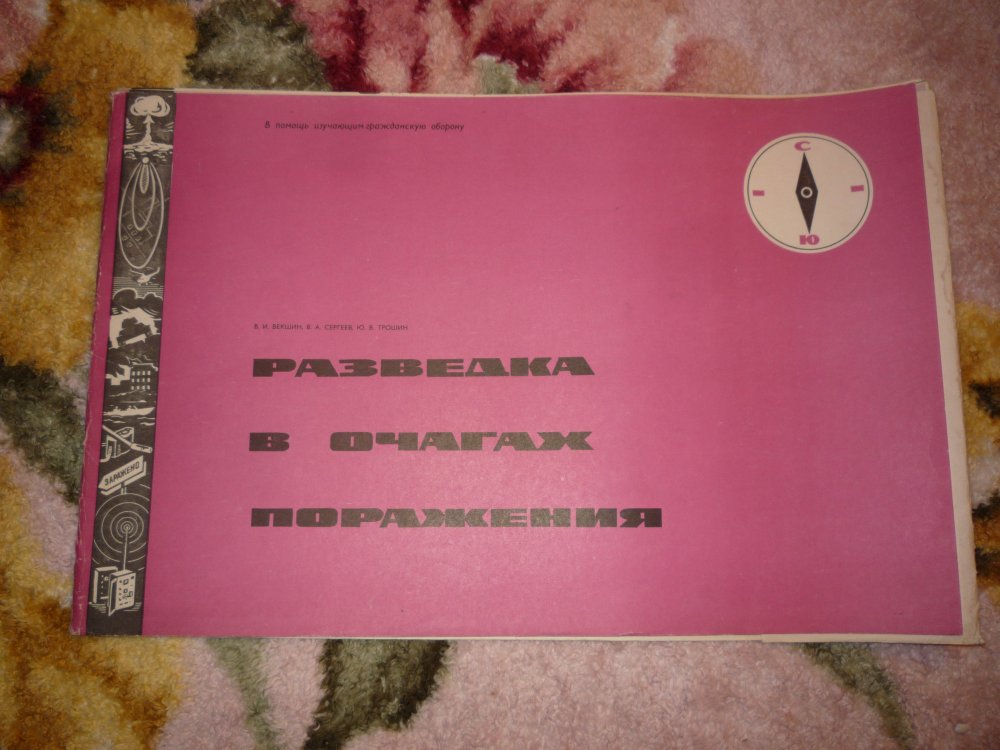 В помощь изучающим гражданскую оборону
С
Ю
В. И. ВЕКШИН, В. А. СЕРГЕЕВ, Ю. В. ТРОШИН
РАЗВЕДКА
В ОЧАГАХ
ПОРАЖЕНИЯ
ЗАРАЖЕНО